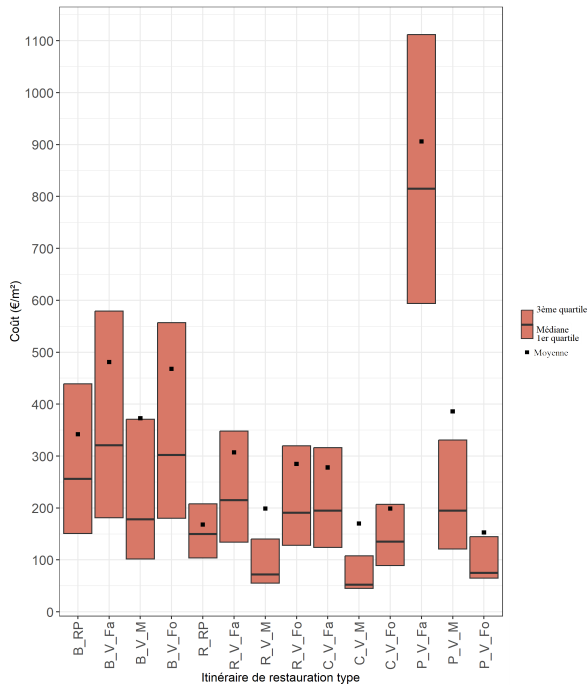 1100
1000
900
800
700
600
500
400
300
200
100
0
Coût (€/m²)
B_RP
B_V_Fa
B_V_M
B_V_Fo
R_RP
R_V_Fa
R_V_M
R_V_Fo
C_V_Fa
C_V_M
C_V_Fo
P_V_Fa
P_V_M
P_V_Fo
Itinéraire de restauration type
3ème quartile
Médiane
1er quartile
Moyenne